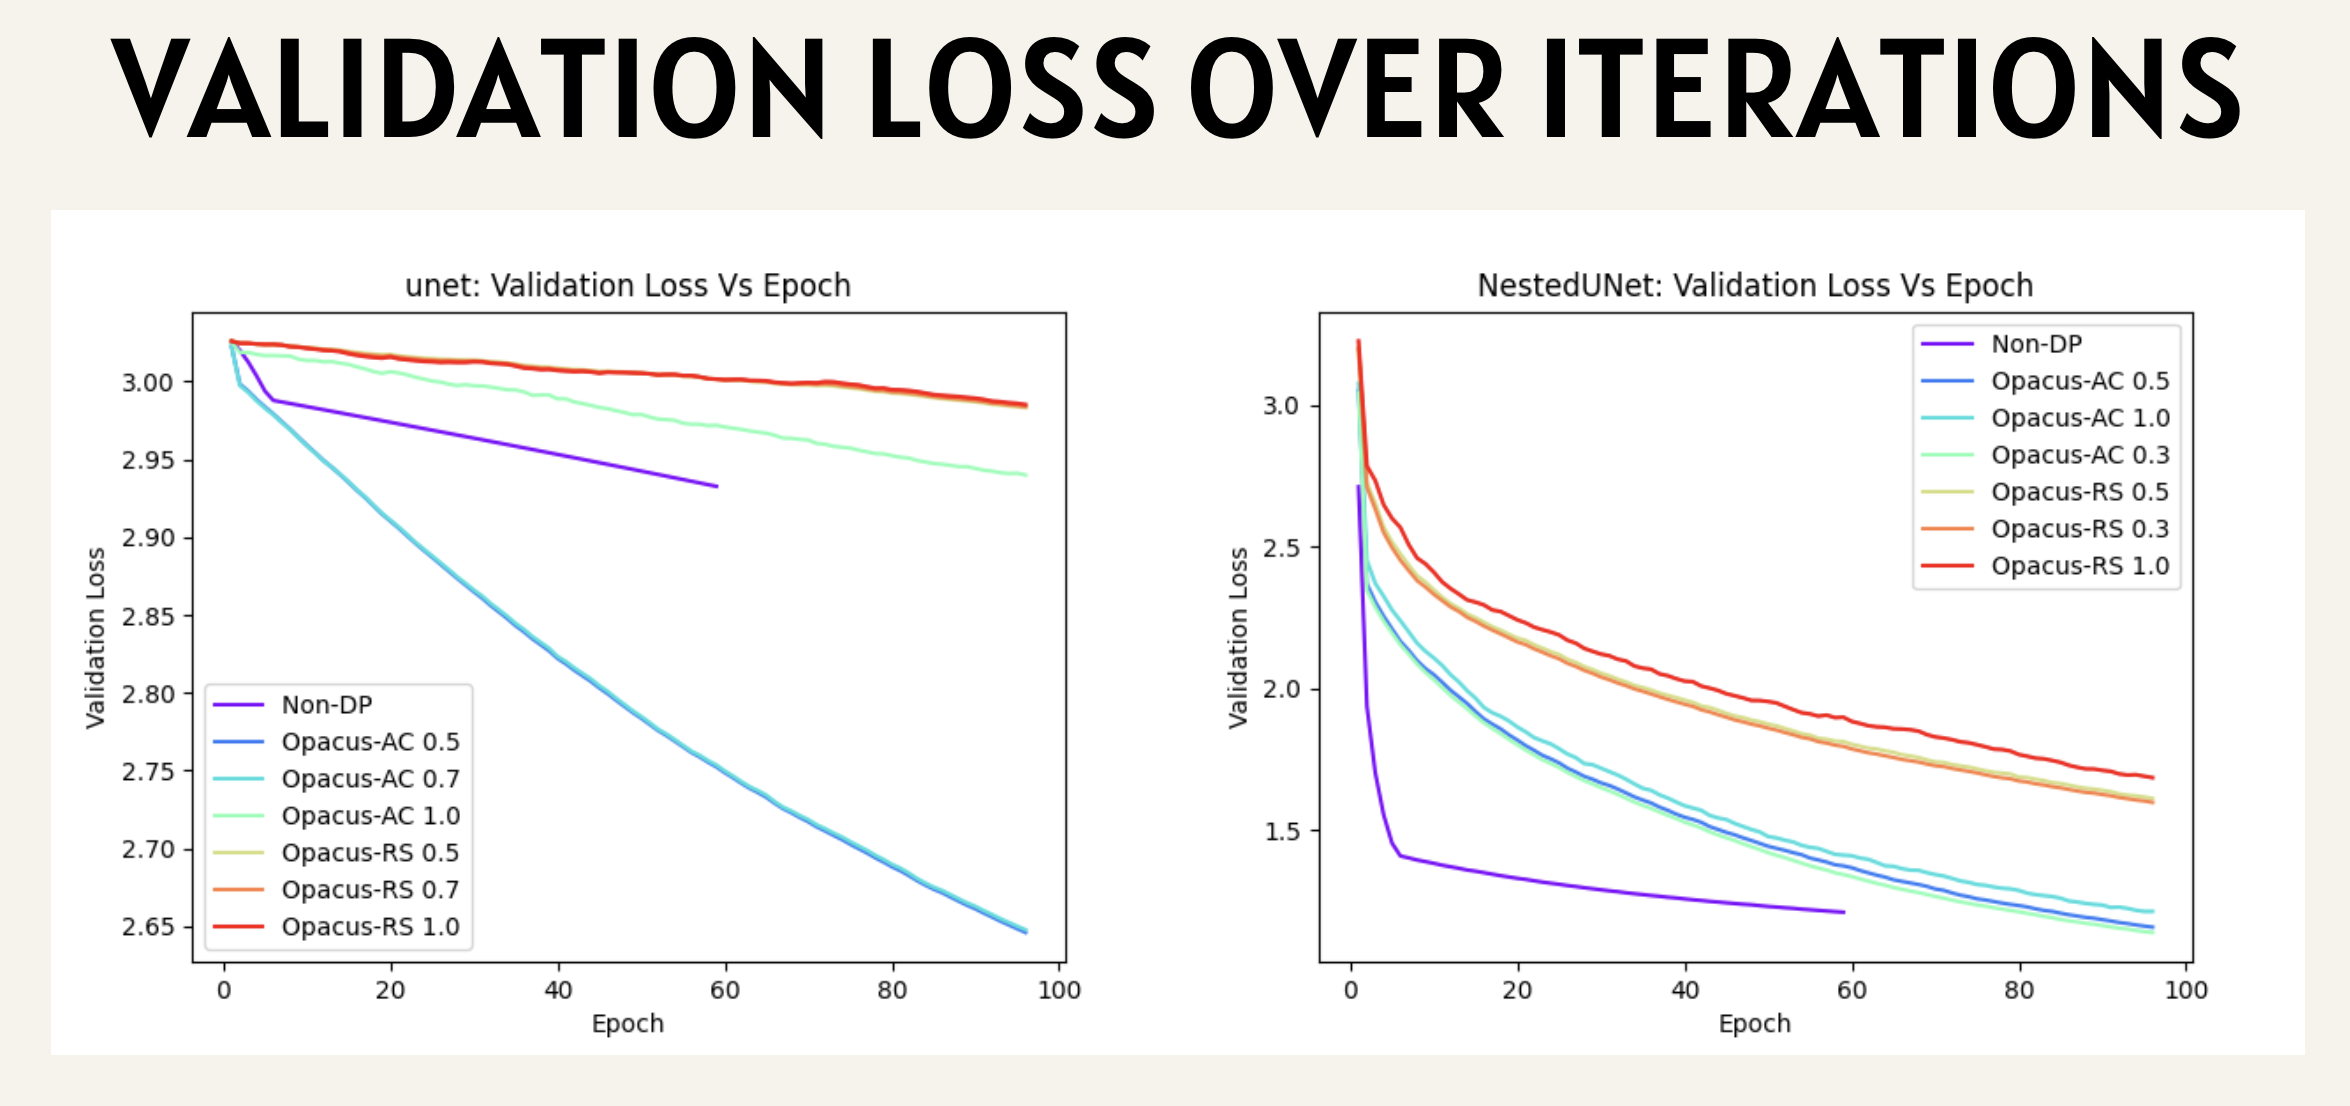 VALIDATION LOSS OVER ITERATIONS
unet: Validation Loss Vs Epoch
3.00
2.95
2.90
2.85
2.80
2.75
2.70
2.65
Validation Loss
Non-DP
Opacus-AC 0.5
Opacus-AC 0.7
Opacus-AC 1.0
Opacus-RS 0.5
Opacus-RS 0.7
Opacus-RS 1.0
0 20 40 60 80 100
Epoch
NestedUNet: Validation Loss Vs Epoch
3.0
2.5
2.0
1.5
Validation Loss
Non-DP
Opacus-AC 0.5
Opacus-AC 1.0
Opacus-AC 0.3
Opacus-RS 0.5
Opacus-RS 0.3
Opacus-RS 1.0
0 20 40 60 80 100
Epoch